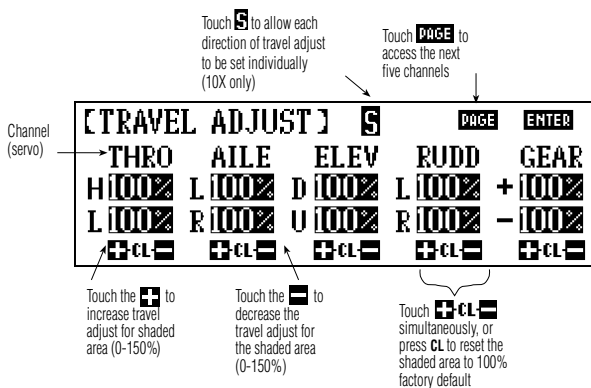 Touch S to allow each
direction of travel adjust
to be set individually
(10X only)
Touch PAGE to
access the next
five channels
Channel
(servo)
[TRAVEL ADJUST] S PAGE ENTER
THRO AILE ELEV RUDD GEAR
H 100% L 100% D 100% L 100% + 100%
L 100% R 100% U 100% R 100% - 100%
+CL- +CL- +CL- +CL- +CL-
Touch the + to
increase travel
adjust for shaded
area (0-150%)
Touch the - to
decrease the
travel adjust for
the shaded area
(0-150%)
Touch +CL-
simultaneously, or
press CL to reset the
shaded area to 100%
factory default